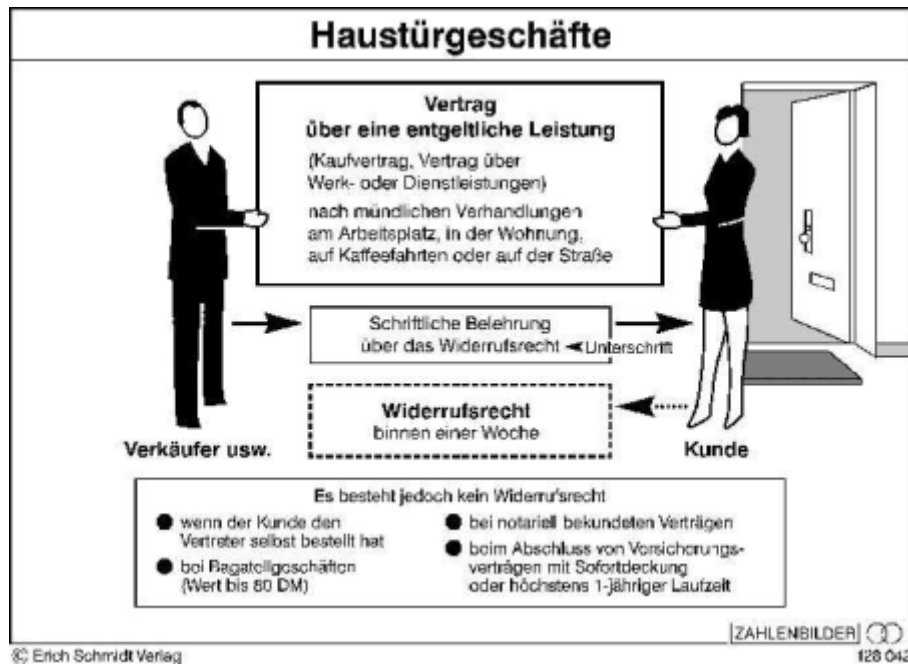 Haustürgeschäfte
Vertrag
über eine entgeltliche Leistung
(Kaufvertrag, Vertrag über
Werk- oder Dienstleistungen)
nach mündlichen Verhandlungen
am Arbeitsplatz, in der Wohnung,
auf Kaffeefahrten oder auf der Straße
Schriftliche Belehrung
über das Widerrufsrecht
Unterschrift
Widerrufsrecht
binnen einer Woche
Verkäufer usw.
Kunde
Es besteht jedoch kein Widerrufsrecht
wenn der Kunde den
Vertreter selbst bestellt hat
bei Bagatellgeschäften
(Wert bis 80 DM)
bei notariell bekundeten Verträgen
beim Abschluss von Versicherungs-
verträgen mit Sofortdeckung
oder höchstens 1-jähriger Laufzeit
ZAHLENBILDER
© Erich Schmidt Verlag
128 042